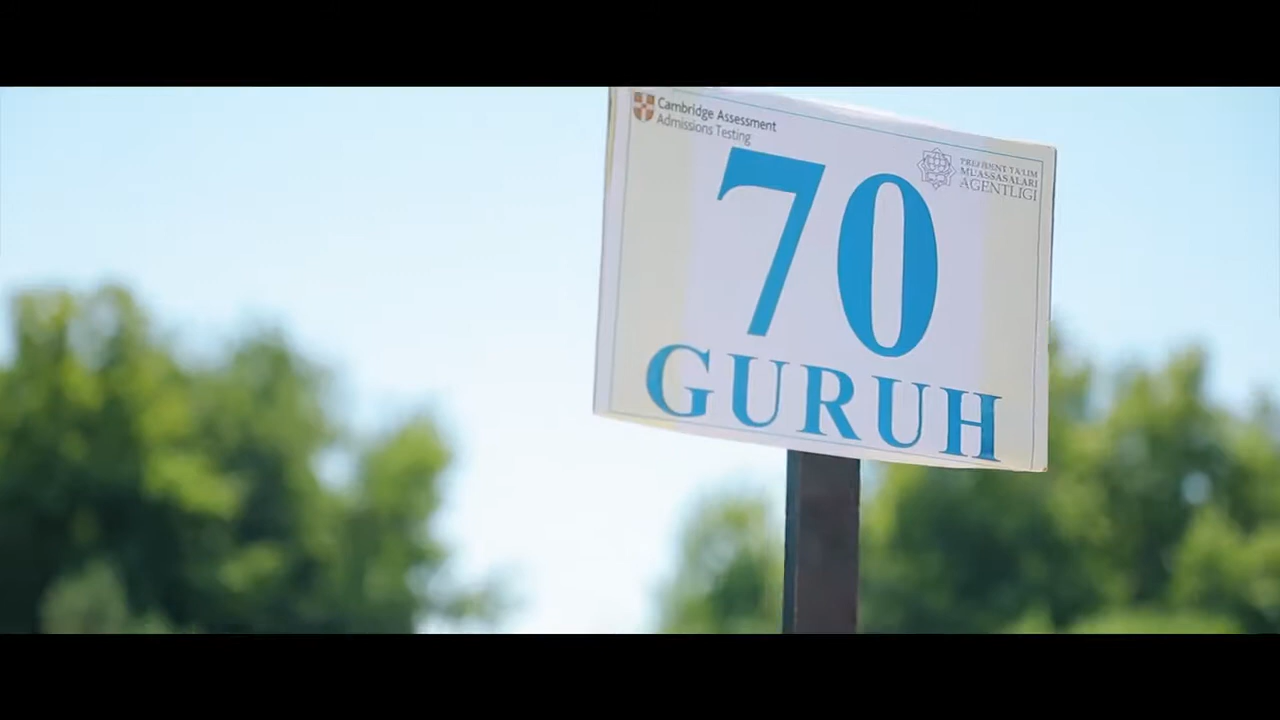 Cambridge Assessment
Admissions Testing
PREZIDENT TA'LIM
MUASSASALARI
AGENTLIGI
70
GURUH